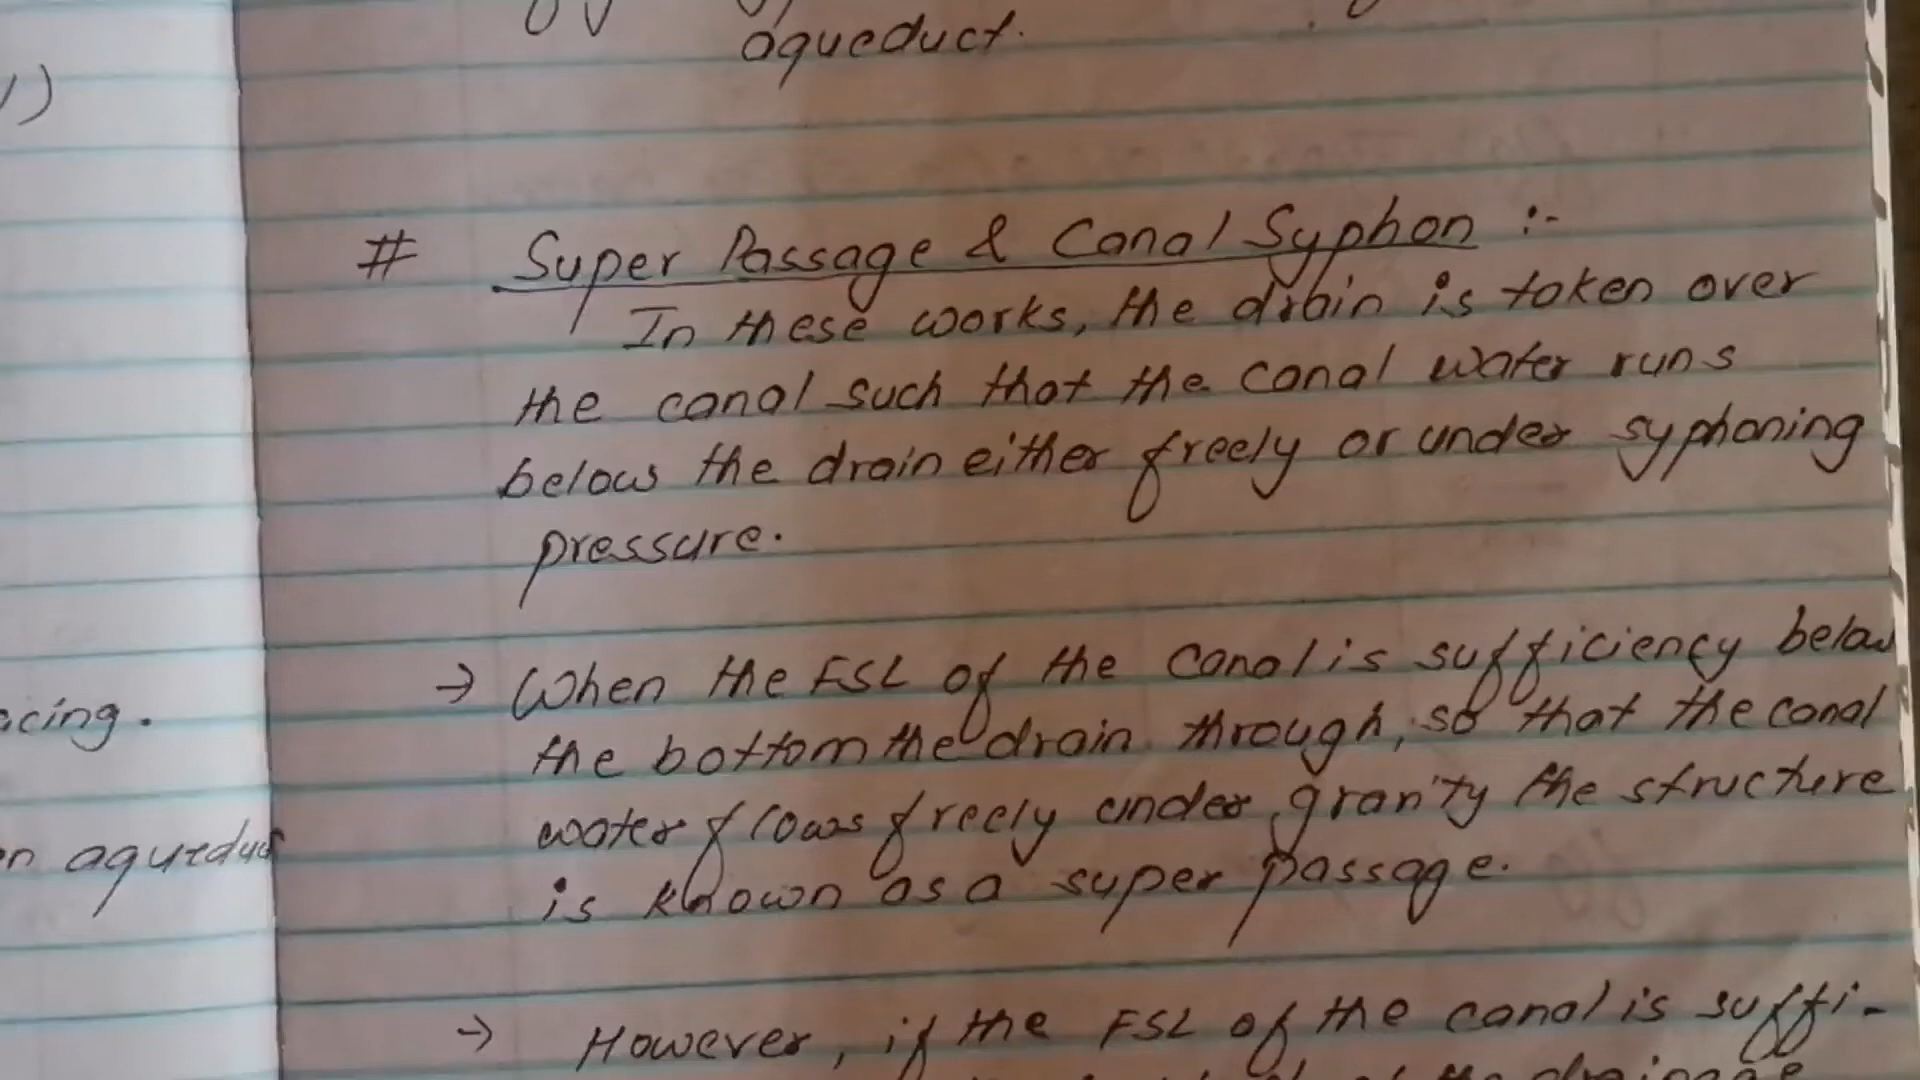 aqueduct.
1)
# Super Passage & Canal Syphon :-
In these works, the drain is taken over
the canal such that the canal water runs
below the drain either freely or under syphoning
pressure.
→ When the FSL of the canal is sufficiency below
acing.
the bottom the drain through, so that the canal
water flows freely under gravity the structure
n aqueduct
is known as a super passage.
→ However, if the FSL of the canal is suffi-
drainage